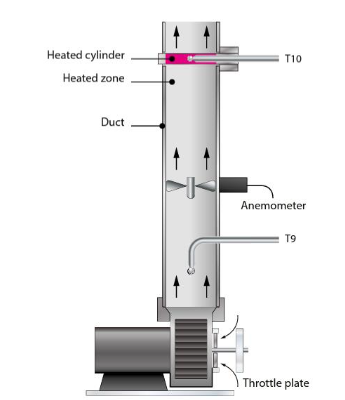 Heated cylinder
T10
Heated zone
Duct
Anemometer
T9
Throttle plate